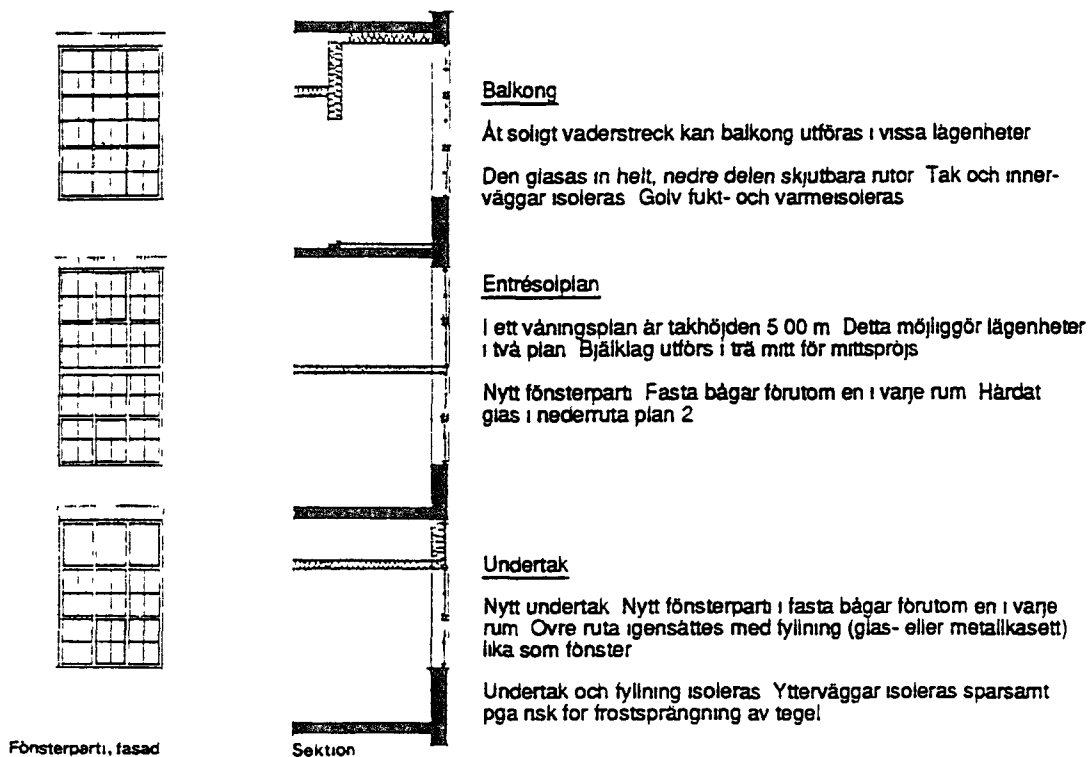 Balkong
Åt soligt väderstreck kan balkong utföras i vissa lägenheter
Den glasas in helt, nedre delen skjutbara rutor Tak och inner-
väggar isoleras Golv fukt- och värmeisoleras
Entrésolplan
I ett våningsplan är takhöjden 5 00 m Detta möjliggör lägenheter
i två plan Bjälklag utförs i trä mitt för mittspröjs
Nytt fönsterparti Fasta bågar förutom en i varje rum Härdat
glas i nederruta plan 2
Undertak
Nytt undertak Nytt fönsterparti i fasta bågar förutom en i varje
rum Övre ruta igensättes med fyllning (glas- eller metallkasett)
lika som fönster
Undertak och fyllning isoleras Ytterväggar isoleras sparsamt
pga risk för frostsprängning av tegel
Fönsterparti, fasad
Sektion